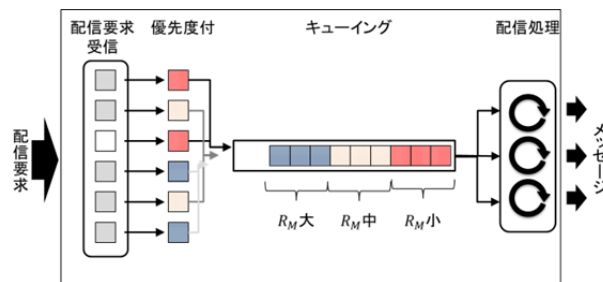 配信要求
受信
優先度付
キューイング
配信処理
配信要求
メッセージ
R_M大
R_M中
R_M小